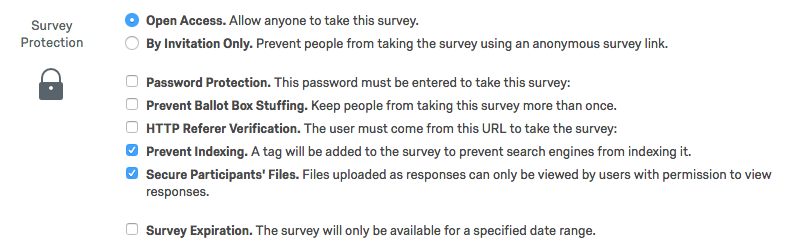 Survey
Protection
Open Access. Allow anyone to take this survey.
By Invitation Only. Prevent people from taking the survey using an anonymous survey link.
Password Protection. This password must be entered to take this survey:
Prevent Ballot Box Stuffing. Keep people from taking this survey more than once.
HTTP Referer Verification. The user must come from this URL to take the survey:
Prevent Indexing. A tag will be added to the survey to prevent search engines from indexing it.
Secure Participants' Files. Files uploaded as responses can only be viewed by users with permission to view
responses.
Survey Expiration. The survey will only be available for a specified date range.